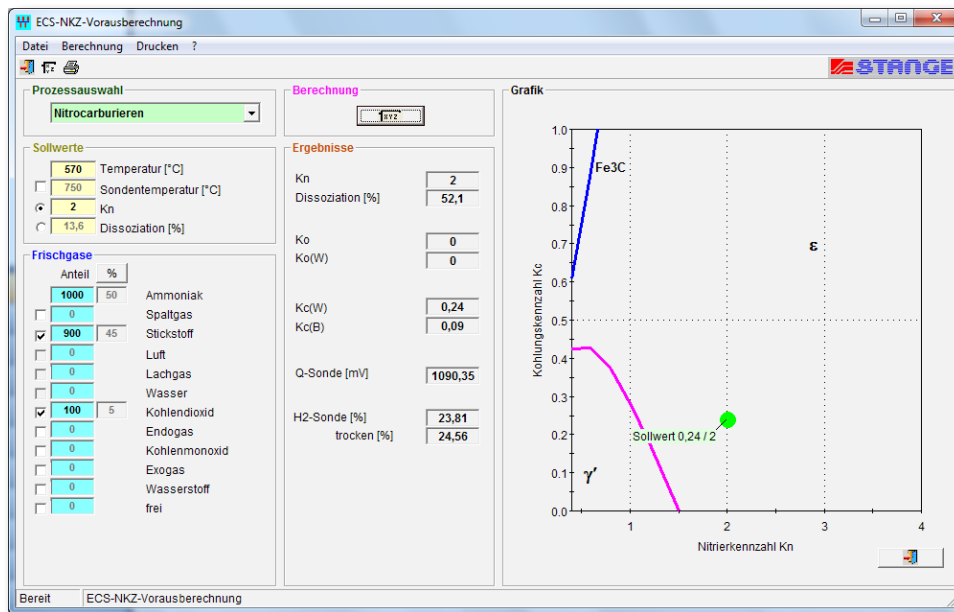 ECS-NKZ-Vorausberechnung
Datei Berechnung Drucken ?
STANGE
Prozessauswahl
Nitrocarburieren
Sollwerte
570 Temperatur [°C]
750 Sondentemperatur [°C]
2 Kn
13,6 Dissoziation [%]
Frischgase
Anteil %
1000 50 Ammoniak
0 Spaltgas
900 45 Stickstoff
0 Luft
0 Lachgas
0 Wasser
100 5 Kohlendioxid
0 Endogas
0 Kohlenmonoxid
0 Exogas
0 Wasserstoff
0 frei
Berechnung
XYZ
Ergebnisse
Kn 2
Dissoziation [%] 52,1
Ko 0
Ko(W) 0
Kc(W) 0,24
Kc(B) 0,09
Q-Sonde [mV] 1090,35
H2-Sonde [%] 23,81
trocken [%] 24,56
Grafik
Kohlungskennzahl Kc
1.0
0.9
0.8
0.7
0.6
0.5
0.4
0.3
0.2
0.1
0.0
Fe3C
ε
Sollwert 0,24 / 2
γ'
1 2 3 4
Nitrierkennzahl Kn
Bereit ECS-NKZ-Vorausberechnung